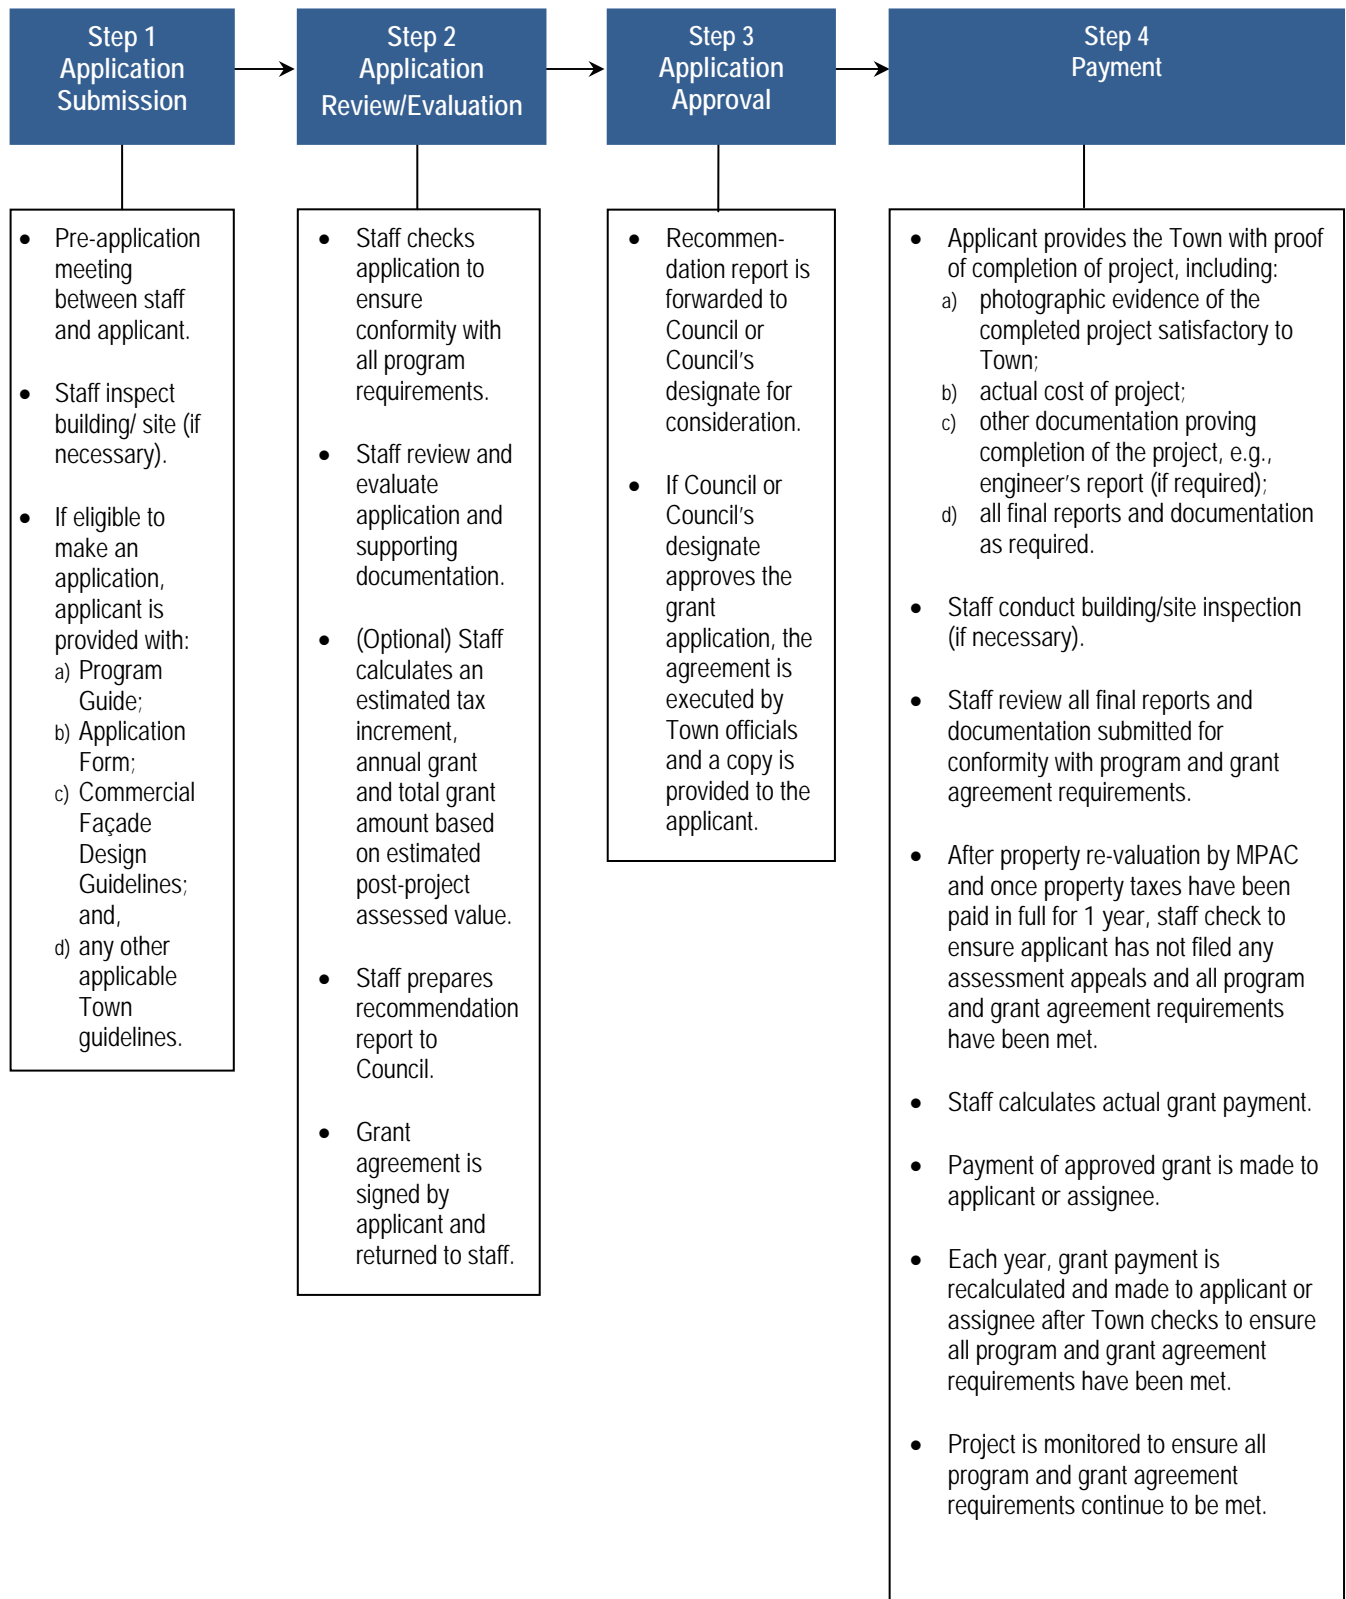 Step 1
Application
Submission
Step 2
Application
Review/Evaluation
Step 3
Application
Approval
Step 4
Payment
• Pre-application
meeting
between staff
and applicant.
• Staff inspect
building/ site (if
necessary).
• If eligible to
make an
application,
applicant is
provided with:
a) Program
Guide;
b) Application
Form;
c) Commercial
Façade
Design
Guidelines;
and,
d) any other
applicable
Town
guidelines.
• Staff checks
application to
ensure
conformity with
all program
requirements.
• Staff review and
evaluate
application and
supporting
documentation.
• (Optional) Staff
calculates an
estimated tax
increment,
annual grant
and total grant
amount based
on estimated
post-project
assessed value.
• Staff prepares
recommendation
report to
Council.
• Grant
agreement is
signed by
applicant and
returned to staff.
• Recommen-
dation report is
forwarded to
Council or
Council's
designate for
consideration.
• If Council or
Council's
designate
approves the
grant
application, the
agreement is
executed by
Town officials
and a copy is
provided to the
applicant.
• Applicant provides the Town with proof
of completion of project, including:
a) photographic evidence of the
completed project satisfactory to
Town;
b) actual cost of project;
c) other documentation proving
completion of the project, e.g.,
engineer's report (if required);
d) all final reports and documentation
as required.
• Staff conduct building/site inspection
(if necessary).
• Staff review all final reports and
documentation submitted for
conformity with program and grant
agreement requirements.
• After property re-valuation by MPAC
and once property taxes have been
paid in full for 1 year, staff check to
ensure applicant has not filed any
assessment appeals and all program
and grant agreement requirements
have been met.
• Staff calculates actual grant payment.
• Payment of approved grant is made to
applicant or assignee.
• Each year, grant payment is
recalculated and made to applicant or
assignee after Town checks to ensure
all program and grant agreement
requirements have been met.
• Project is monitored to ensure all
program and grant agreement
requirements continue to be met.